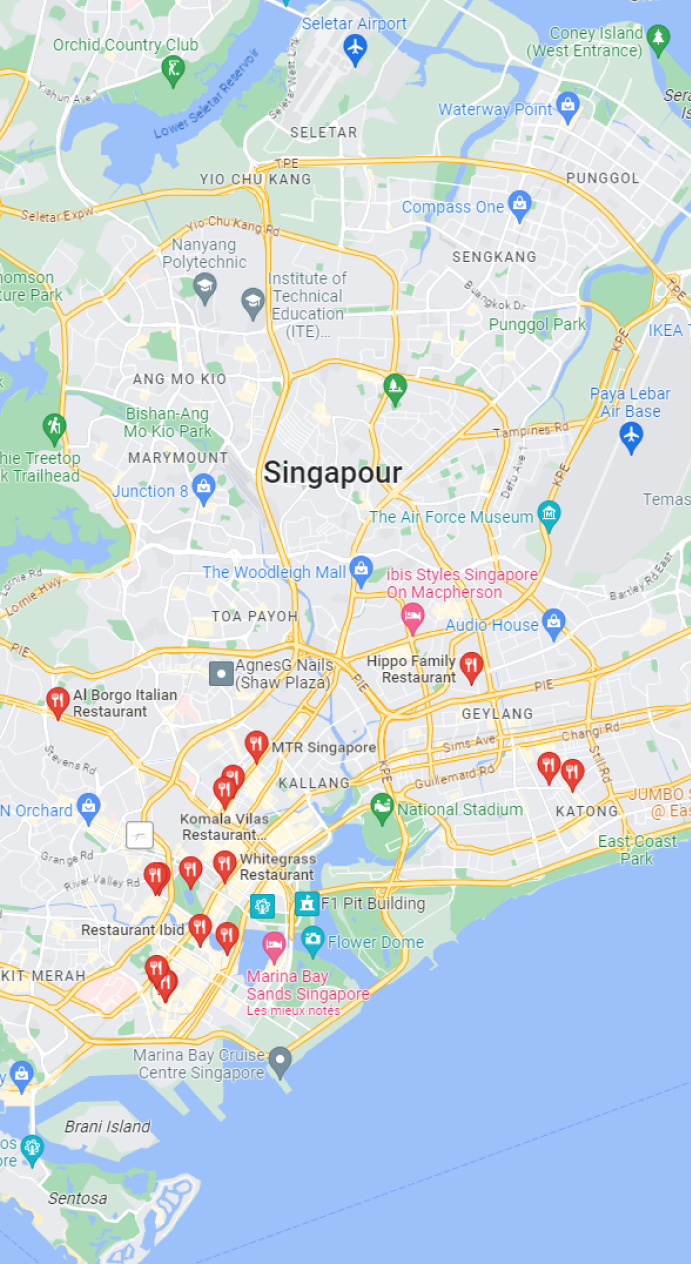 Seletar Airport
Orchid Country Club
Coney Island
(West Entrance)
Yishun Ave 1
Lower Seletar Reservoir
Seletar West Link
Waterway Point
SELETAR
TPE
YIO CHU KANG
PUNGGOL
Seletar Expw
Compass One
Yio Chu Kang Rd
Nanyang
Polytechnic
SENGKANG
Institute of
Technical
Education
(ITE)...
Buangkok Dr
TPE
Punggol Park
KPE
IKEA T
ANG MO KIO
Bishan-Ang
Mo Kio Park
Paya Lebar
Air Base
MARYMOUNT
Tampines Rd
Singapour
Defu Ave 1
KPE
Junction 8
Temas
The Air Force Museum
The Woodleigh Mall
ibis Styles Singapore
On Macpherson
Bartley Rd East
Lornie Rd
Lornie Hwy
TOA PAYOH
Audio House
PIE
AgnesG Nails
(Shaw Plaza)
Hippo Family
Restaurant
PIE
PIE
Al Borgo Italian
Restaurant
GEYLANG
MTR Singapore
Sims Ave
Changi Rd
Stevens Rd
Still Rd
KALLANG
KPE
Guillemard Rd
N Orchard
National Stadium
KATONG
JUMBO S
@ Eas
Komala Vilas
Restaurant...
East Coast
Park
Grange Rd
Whitegrass
Restaurant
River Valley Rd
F1 Pit Building
Restaurant Ibid
Flower Dome
KIT MERAH
Marina Bay
Sands Singapore
Les mieux notés
Marina Bay Cruise
Centre Singapore
Brani Island
Sentosa